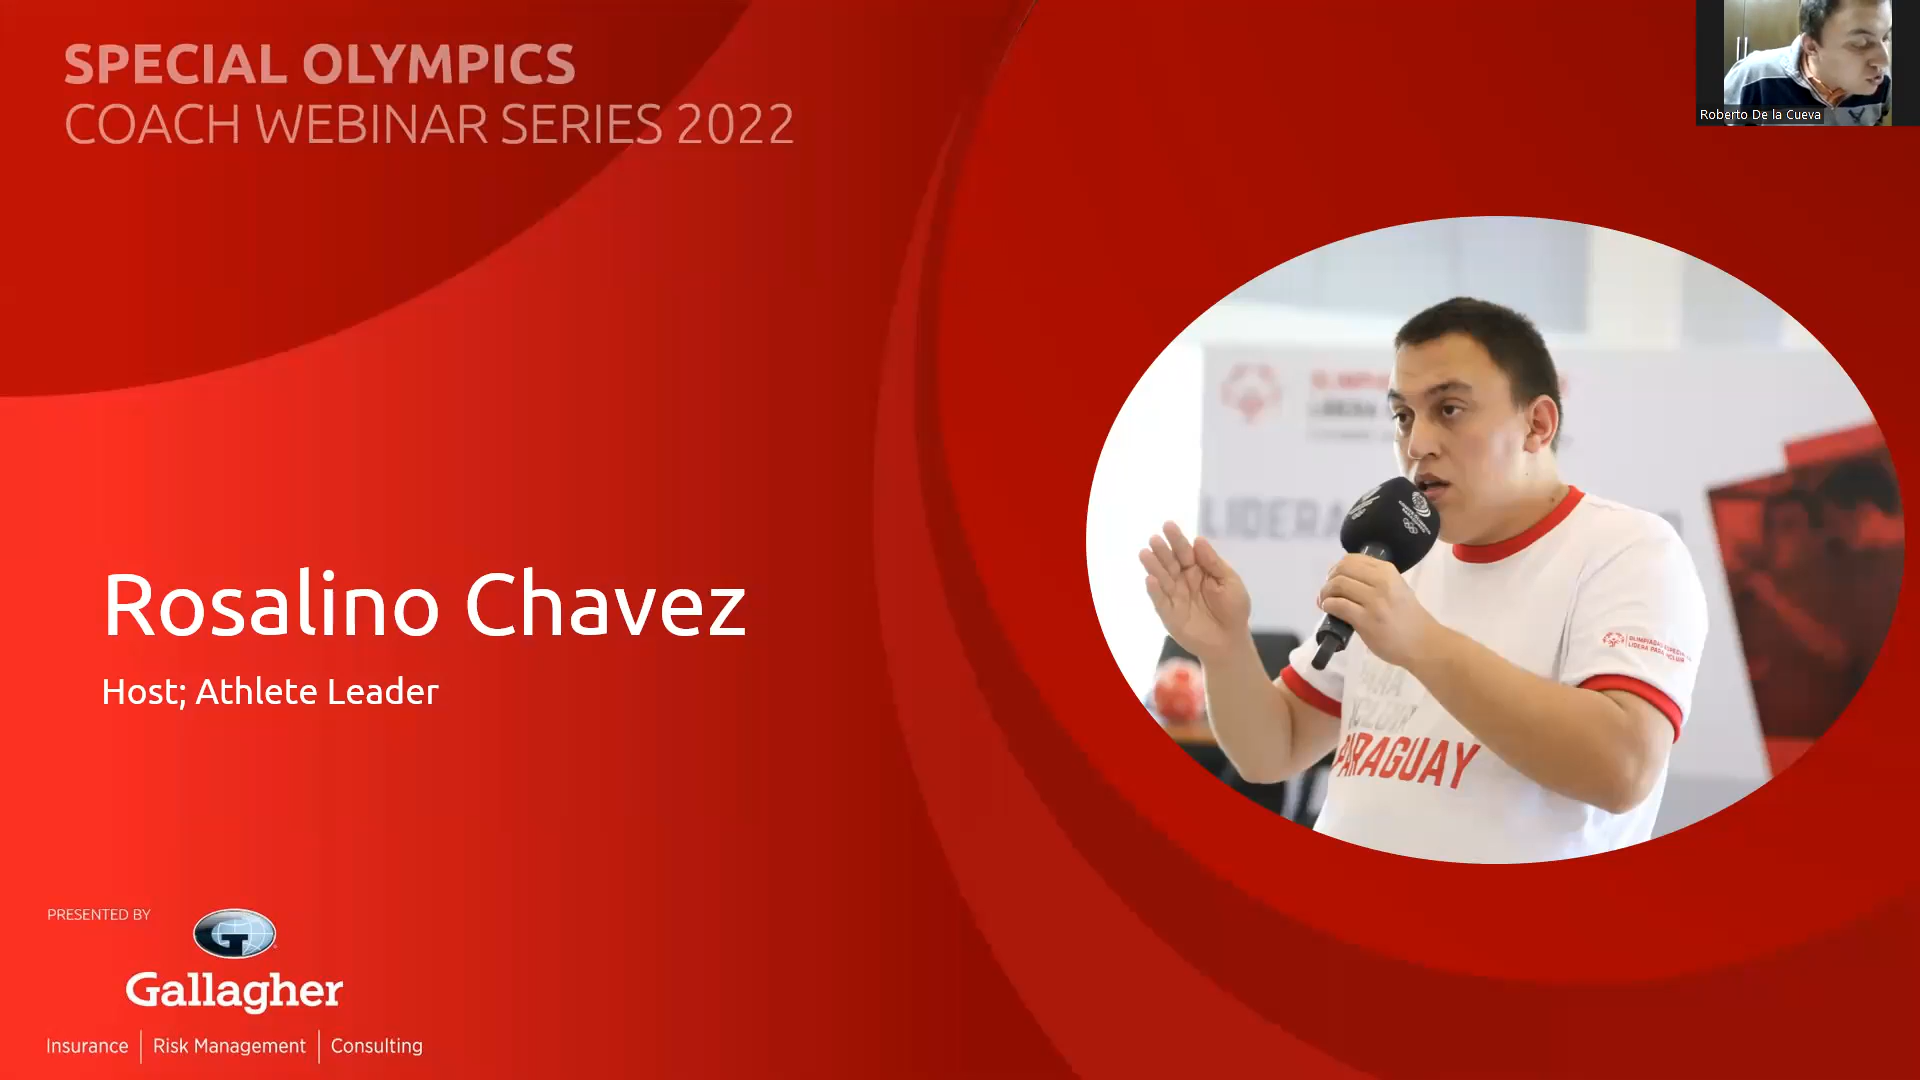 SPECIAL OLYMPICS
COACH WEBINAR SERIES 2022
Roberto De la Cueva
LIDERA
PARAGUAY
Rosalino Chavez
Host; Athlete Leader
PRESENTED BY
Gallagher
Insurance | Risk Management | Consulting